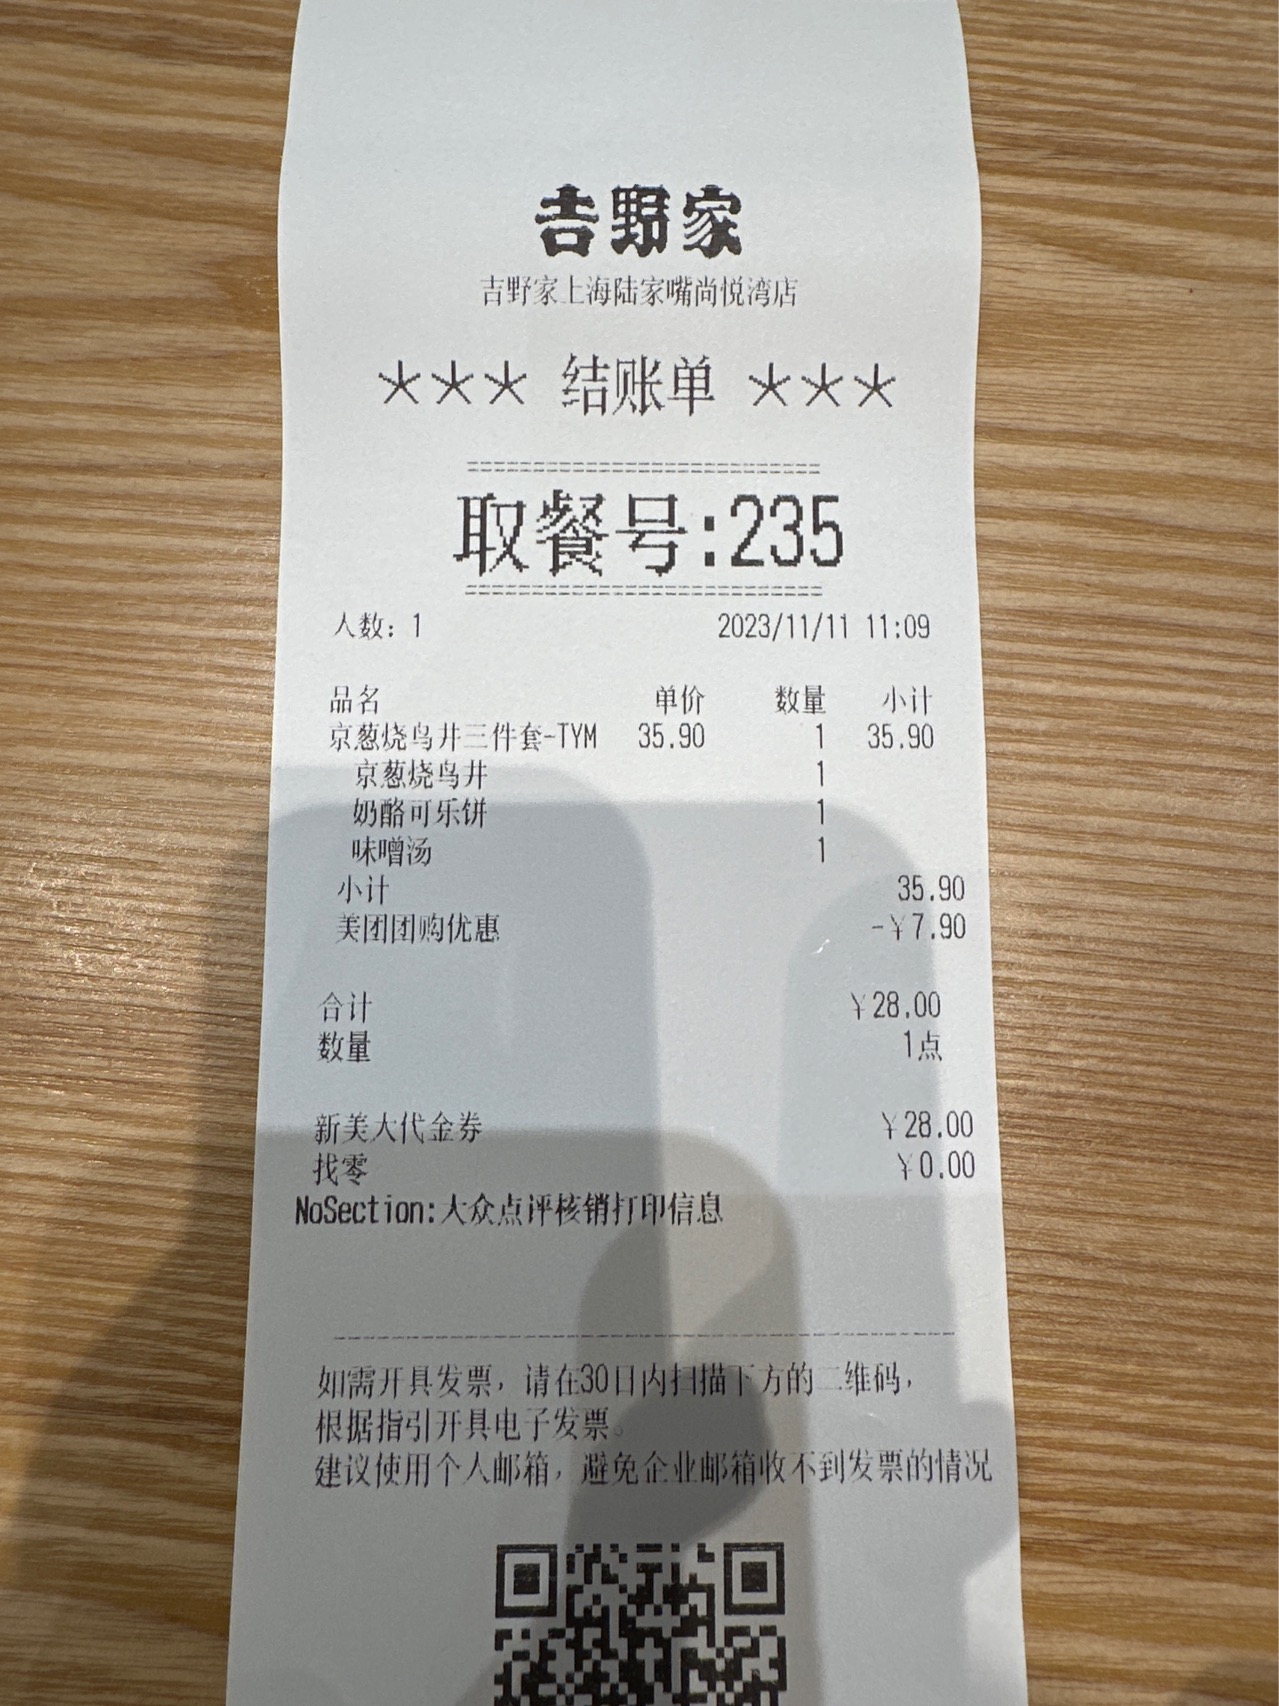 吉野家
吉野家上海陆家嘴尚悦湾店
*** 结账单 ***
取餐号:235
人数: 1 2023/11/11 11:09
品名 单价 数量 小计
京葱烧鸟井三件套-TYM 35.90 1 35.90
京葱烧鸟井 1
奶酪可乐饼 1
味噌汤 1
小计 35.90
美团团购优惠 -¥7.90
合计 ¥28.00
数量 1点
新美大代金券 ¥28.00
找零 ¥0.00
NoSection:大众点评核销打印信息
如需开具发票，请在30日内扫描下方的二维码，
根据指引开具电子发票。
建议使用个人邮箱，避免企业邮箱收不到发票的情况